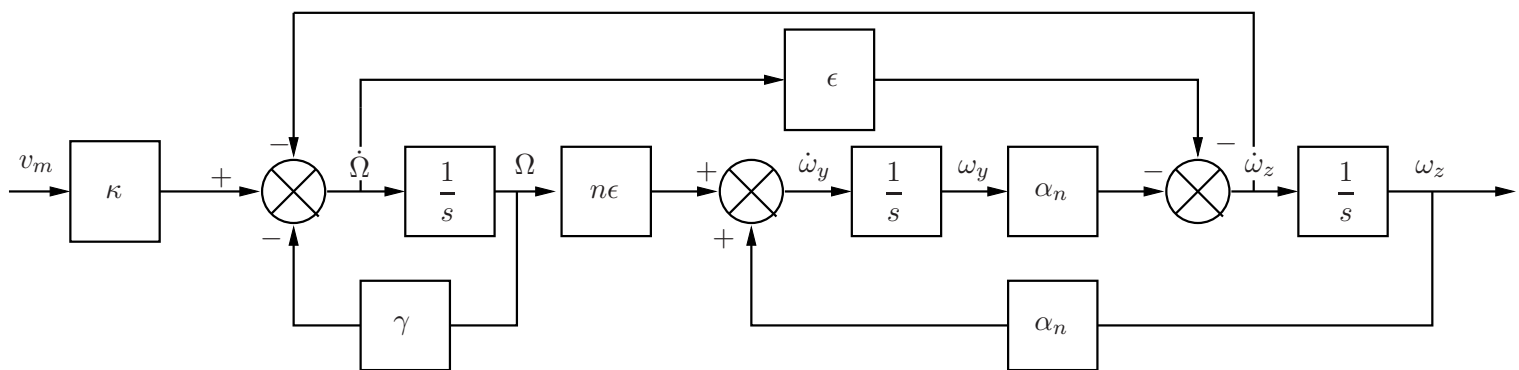 ϵ
−
−
v_m
κ
+
Ω̇
1/s
Ω
nϵ
+
ω̇_y
1/s
ω_y
α_n
−
ω̇_z
1/s
ω_z
−
+
γ
α_n